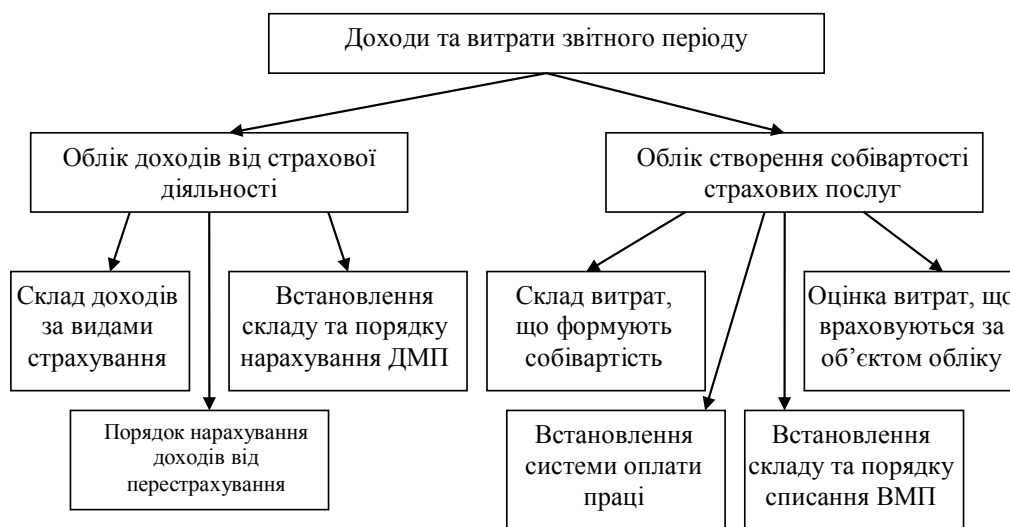 Доходи та витрати звітного періоду
Облік доходів від страхової
діяльності
Облік створення собівартості
страхових послуг
Склад доходів
за видами
страхування
Встановлення
складу та порядку
нарахування ДМП
Склад витрат,
що формують
собівартість
Оцінка витрат, що
враховуються за
об’єктом обліку
Порядок нарахування
доходів від
перестрахування
Встановлення
системи оплати
праці
Встановлення
складу та порядку
списання ВМП